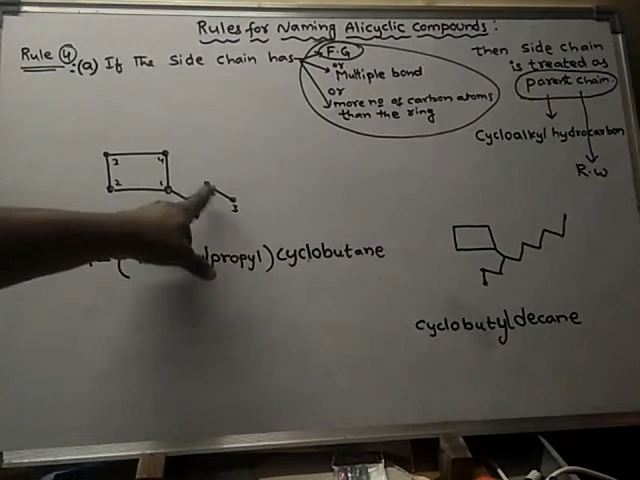 Rules for Naming Alicyclic Compounds:
Rule 4:(a) If The side chain has
F.G
or
Multiple bond
or
more no of carbon atoms
than the ring
then side chain
is treated as
parent chain
Cycloalkyl hydrocarbon
R.W
3 4
2 1
3
propyl) cyclobutane
cyclobutyldecane